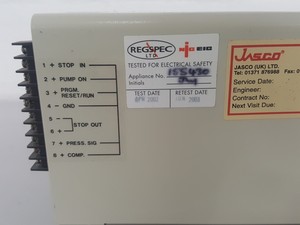 1 + STOP IN
2 + PUMP ON
3 + PRGM. RESET/RUN
4 - GND
5 +
6 + STOP OUT
7 + PRESS. SIG
8 + COMP.
REGSPEC LTD.
EIC
TESTED FOR ELECTRICAL SAFETY
Appliance No.
Initials
TEST DATE
RETEST DATE
JASCO
JASCO (UK) LTD.
Tel: 01371 876988 Fax:
Service Date:
Engineer:
Contract No:
Next Visit Due: